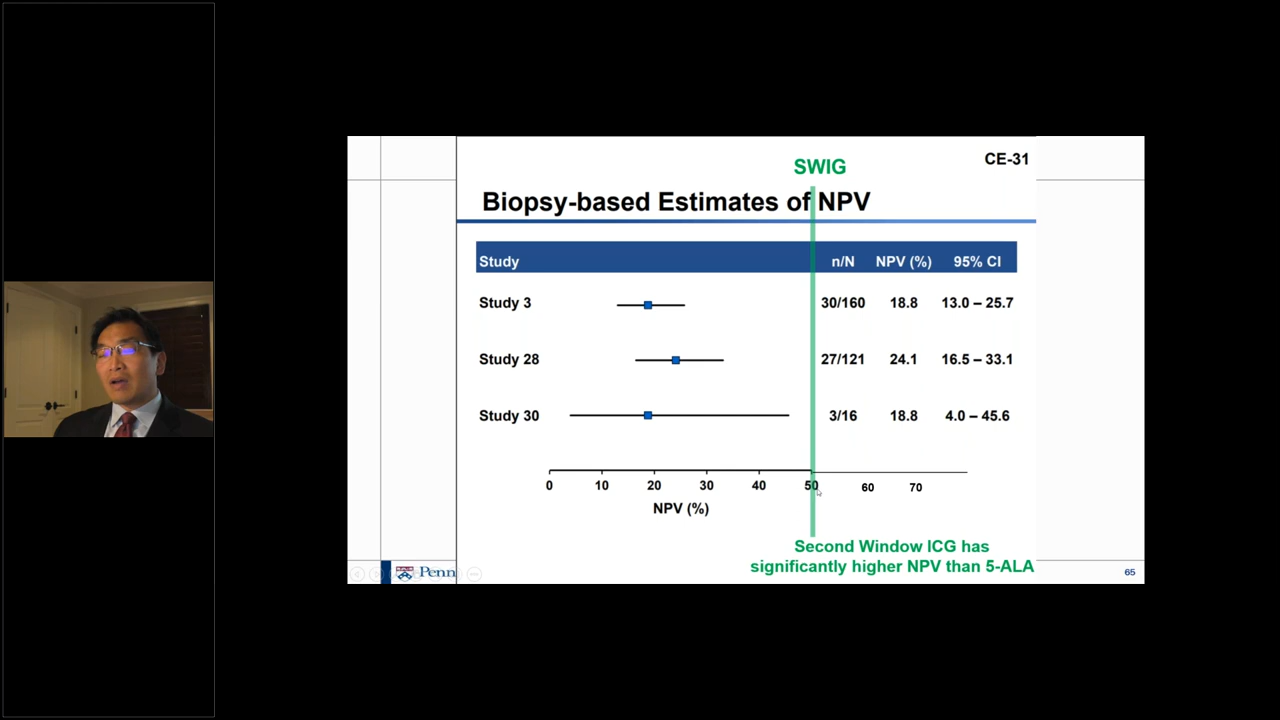 SWIG
CE-31
Biopsy-based Estimates of NPV
Study n/N NPV (%) 95% CI
Study 3 30/160 18.8 13.0 – 25.7
Study 28 27/121 24.1 16.5 – 33.1
Study 30 3/16 18.8 4.0 – 45.6
0 10 20 30 40 50 60 70
NPV (%)
Second Window ICG has
significantly higher NPV than 5-ALA
Penn
65